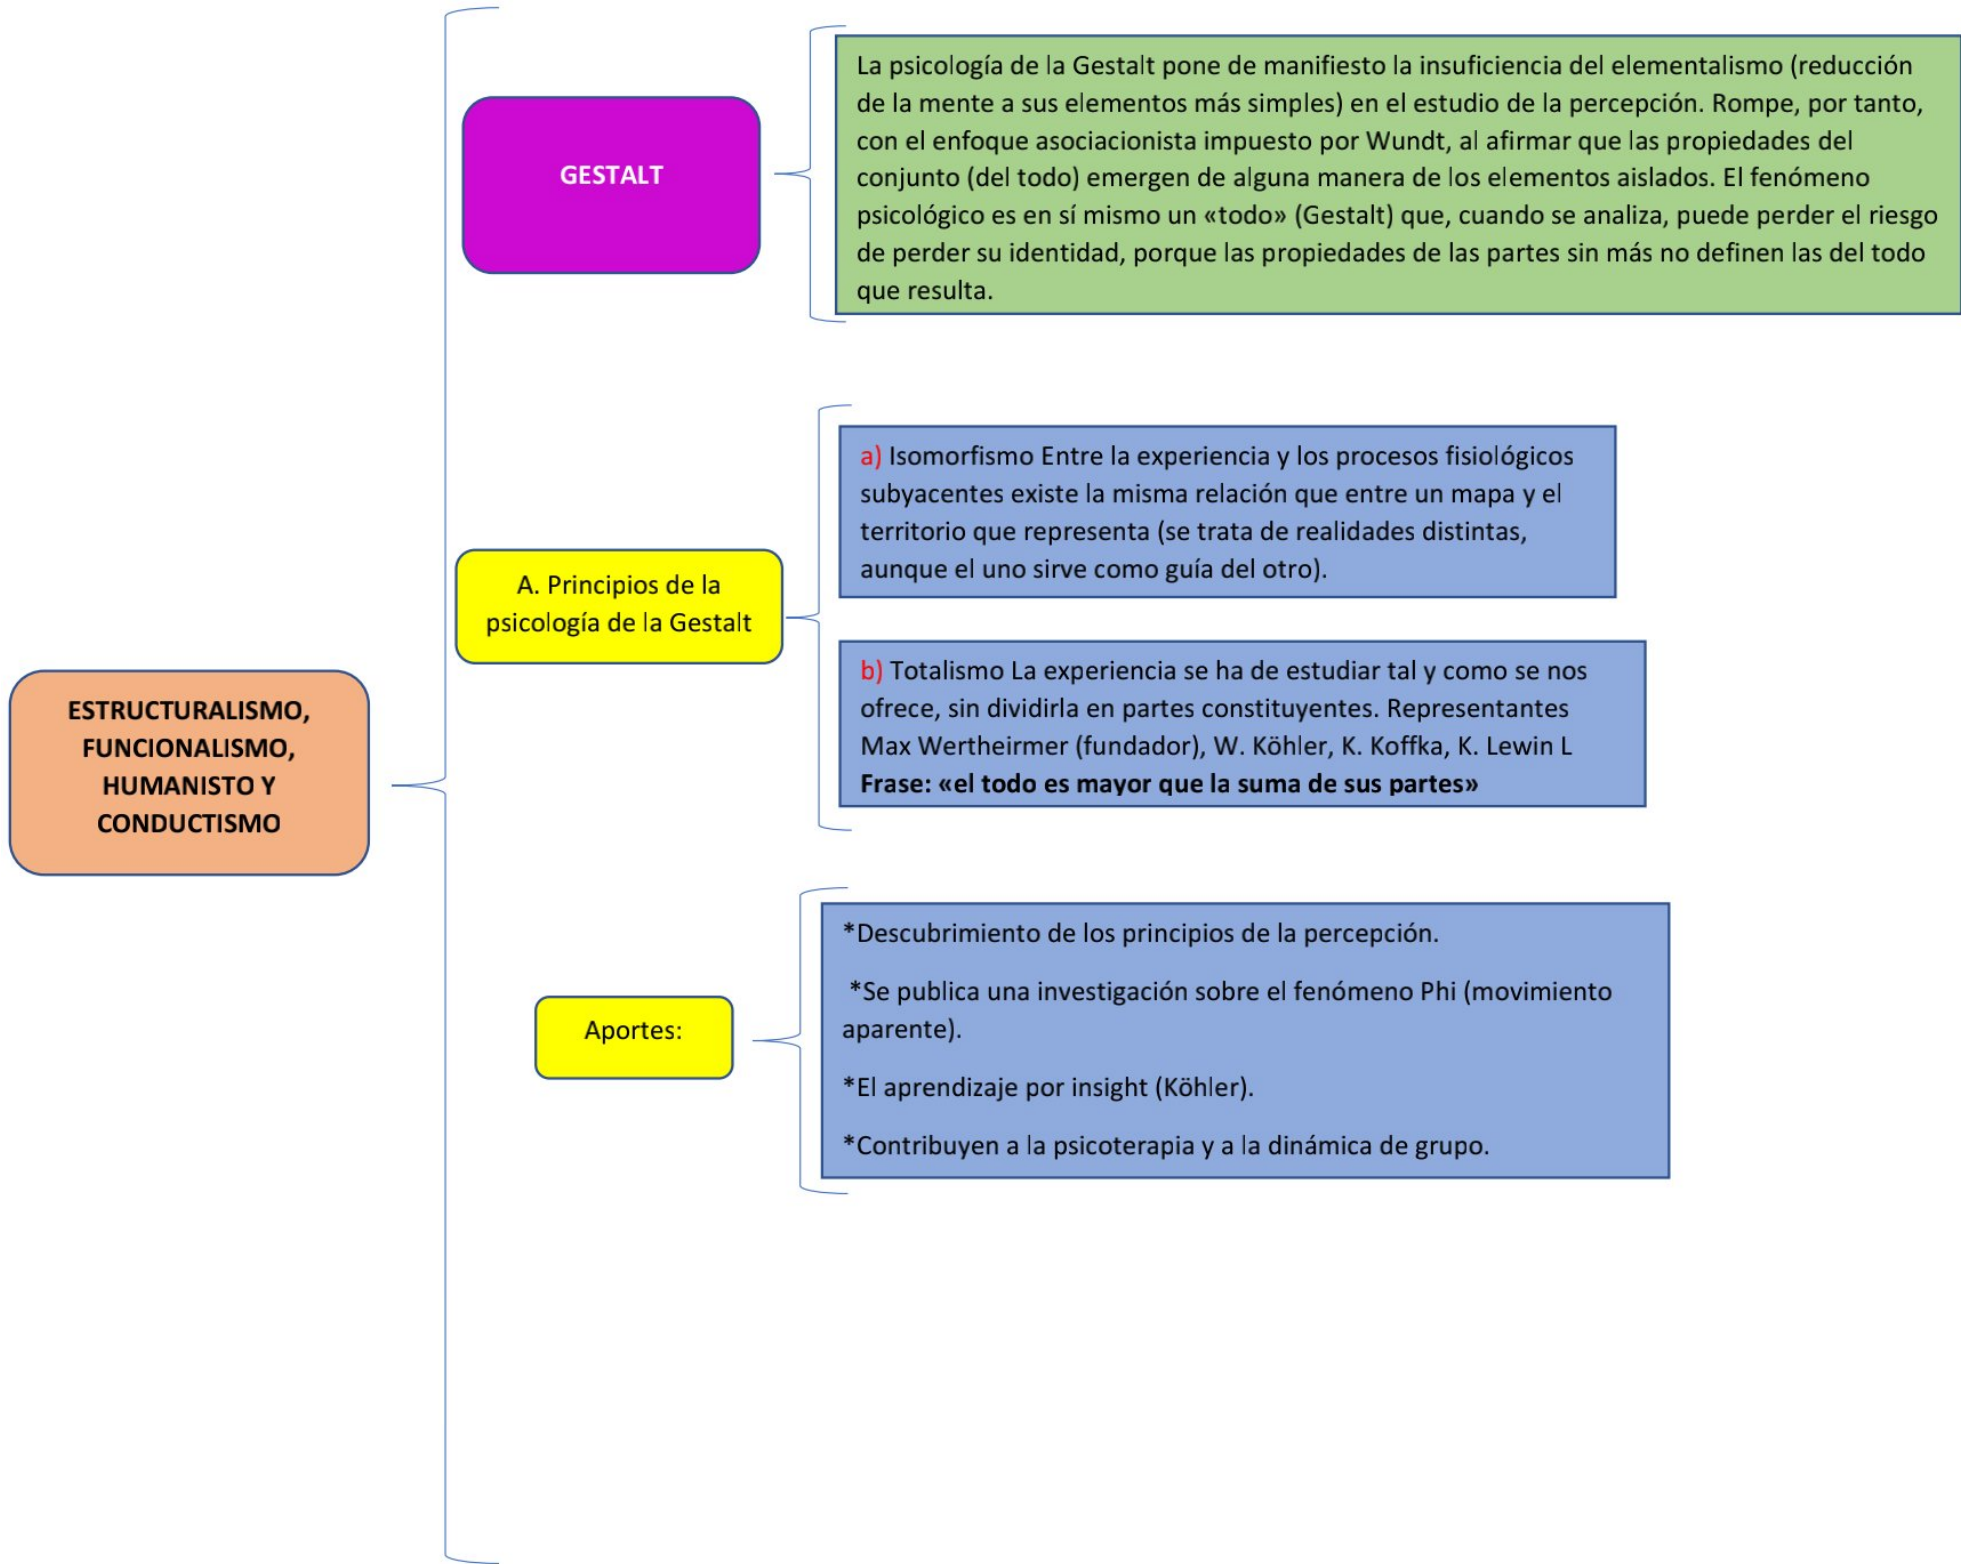 ESTRUCTURALISMO,
FUNCIONALISMO,
HUMANISTO Y
CONDUCTISMO
GESTALT
La psicología de la Gestalt pone de manifiesto la insuficiencia del elementalismo (reducción
de la mente a sus elementos más simples) en el estudio de la percepción. Rompe, por tanto,
con el enfoque asociacionista impuesto por Wundt, al afirmar que las propiedades del
conjunto (del todo) emergen de alguna manera de los elementos aislados. El fenómeno
psicológico es en sí mismo un «todo» (Gestalt) que, cuando se analiza, puede perder el riesgo
de perder su identidad, porque las propiedades de las partes sin más no definen las del todo
que resulta.
A. Principios de la
psicología de la Gestalt
a) Isomorfismo Entre la experiencia y los procesos fisiológicos
subyacentes existe la misma relación que entre un mapa y el
territorio que representa (se trata de realidades distintas,
aunque el uno sirve como guía del otro).
b) Totalismo La experiencia se ha de estudiar tal y como se nos
ofrece, sin dividirla en partes constituyentes. Representantes
Max Wertheirmer (fundador), W. Köhler, K. Koffka, K. Lewin L
Frase: «el todo es mayor que la suma de sus partes»
Aportes:
*Descubrimiento de los principios de la percepción.
*Se publica una investigación sobre el fenómeno Phi (movimiento
aparente).
*El aprendizaje por insight (Köhler).
*Contribuyen a la psicoterapia y a la dinámica de grupo.